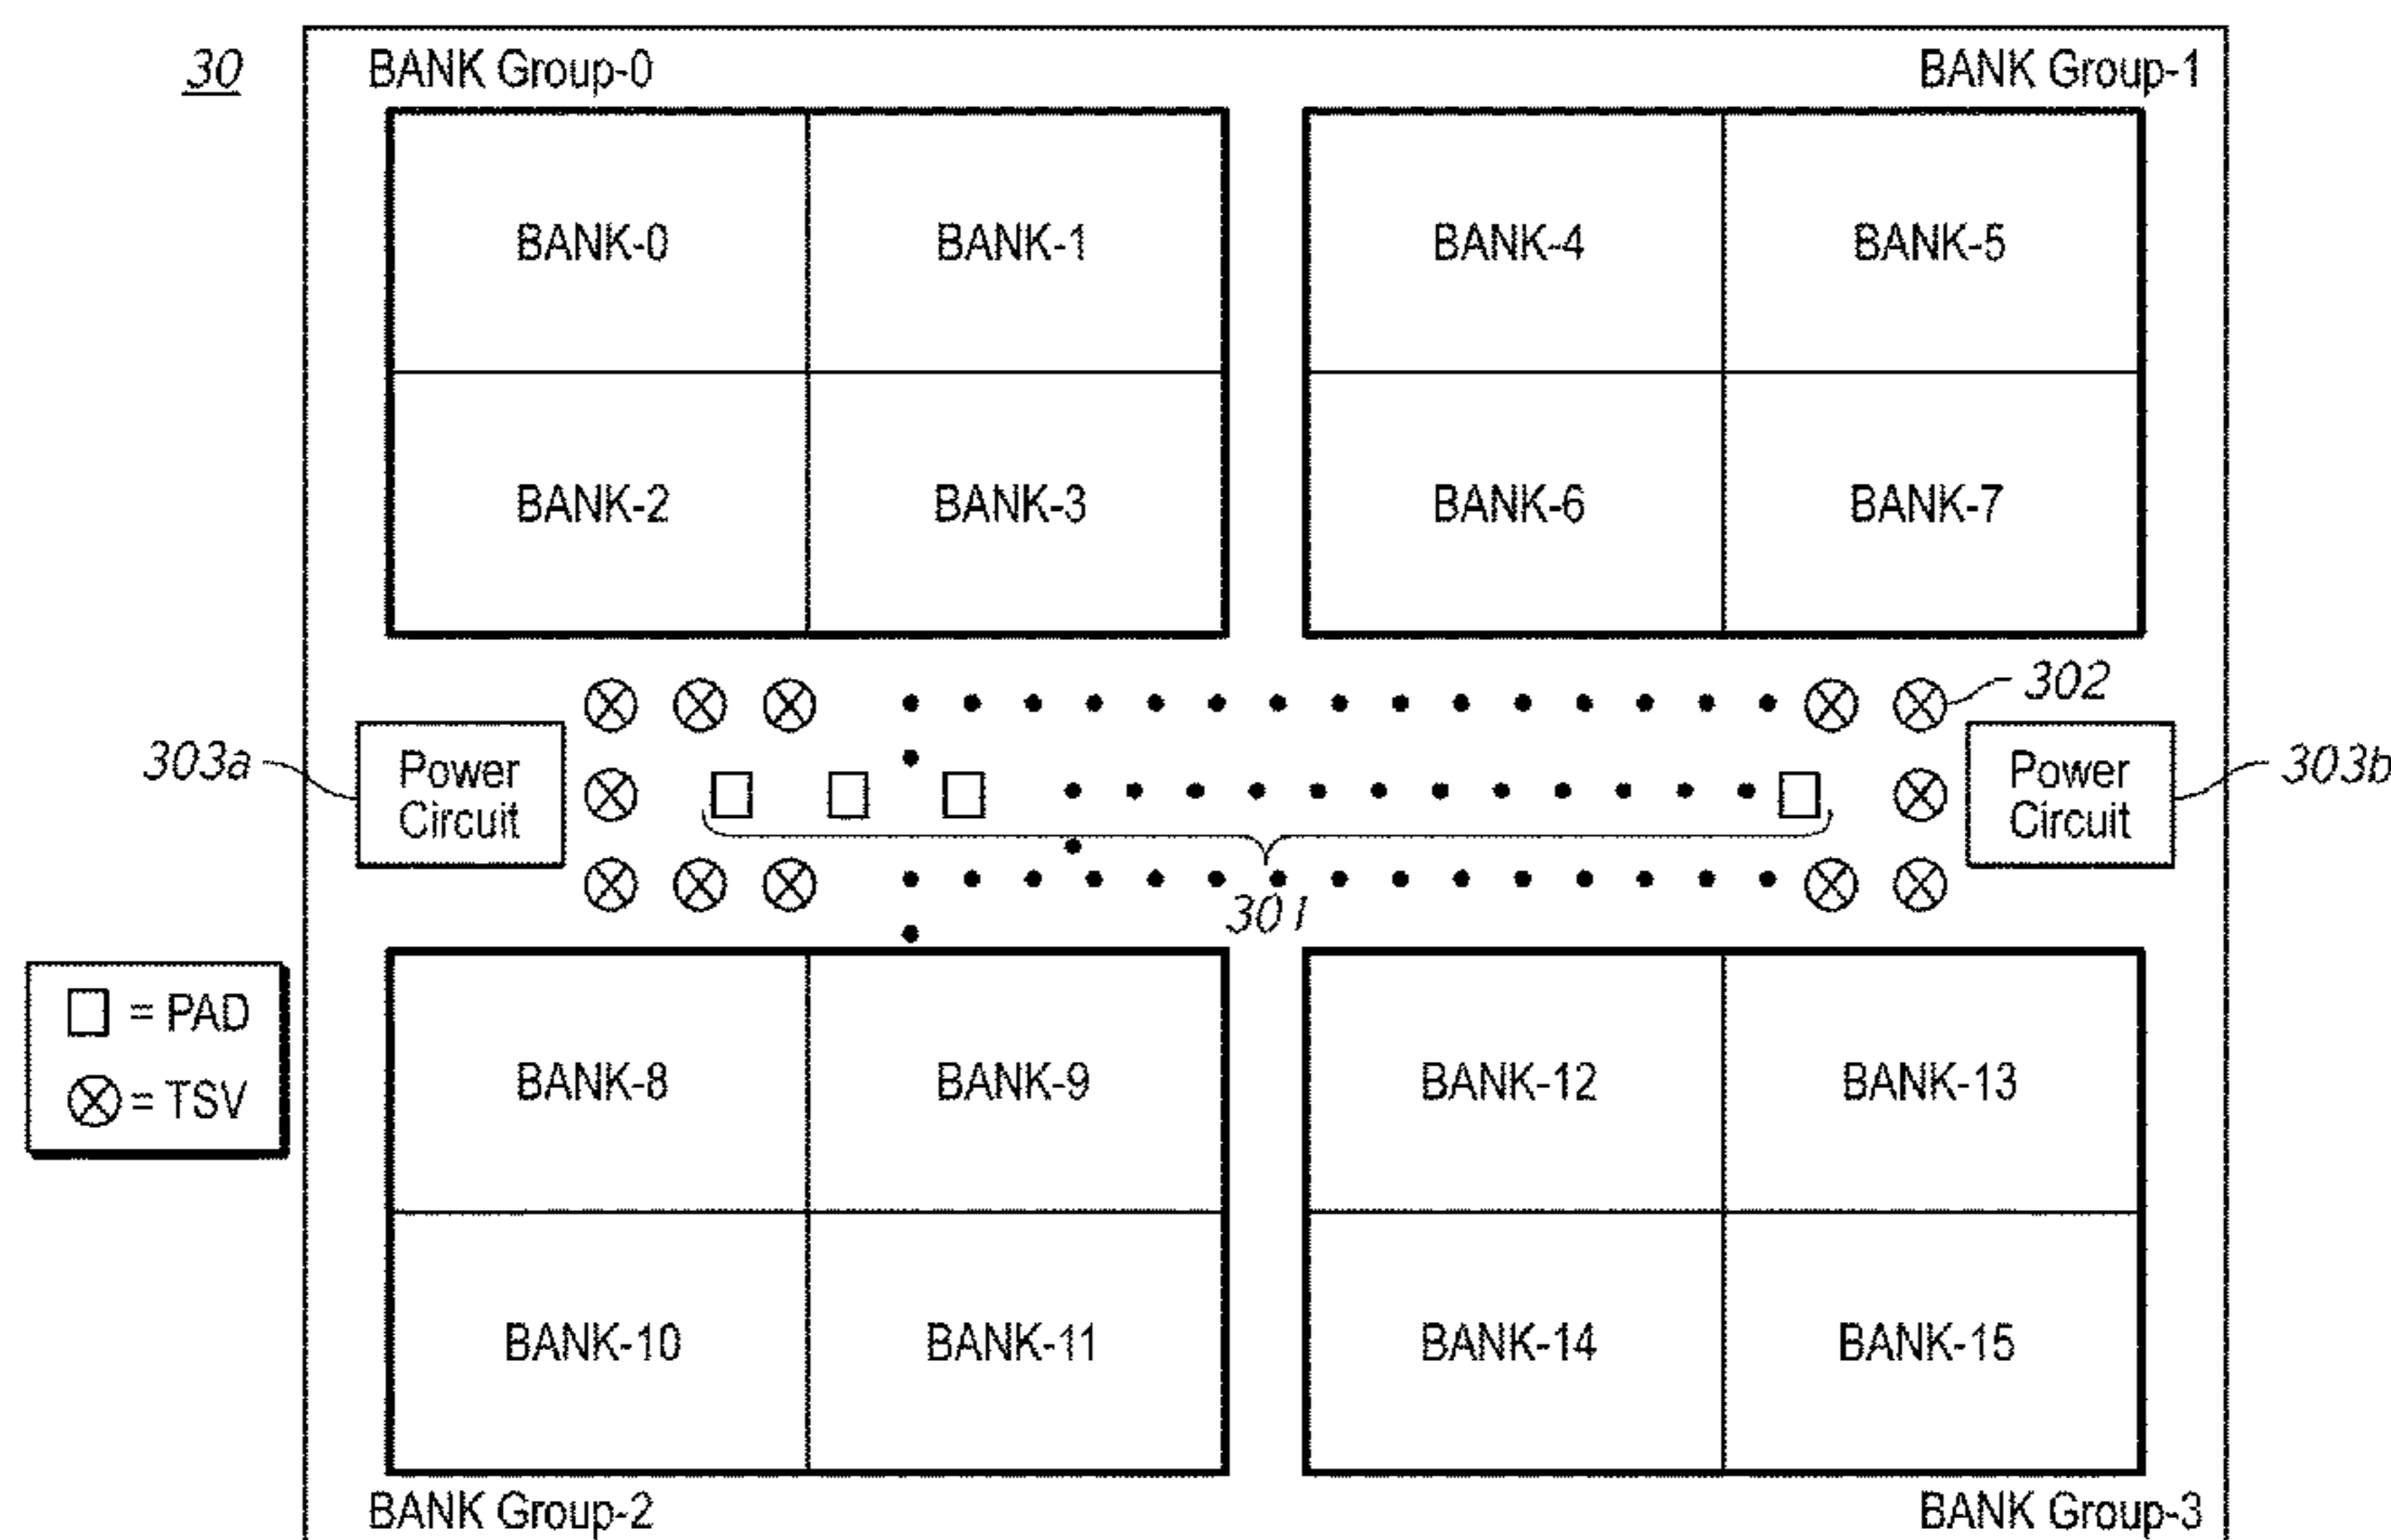 30
BANK Group-0
BANK Group-1
BANK-0
BANK-1
BANK-4
BANK-5
BANK-2
BANK-3
BANK-6
BANK-7
302
303a
Power
Circuit
Power
Circuit
303b
301
= PAD
= TSV
BANK-8
BANK-9
BANK-12
BANK-13
BANK-10
BANK-11
BANK-14
BANK-15
BANK Group-2
BANK Group-3